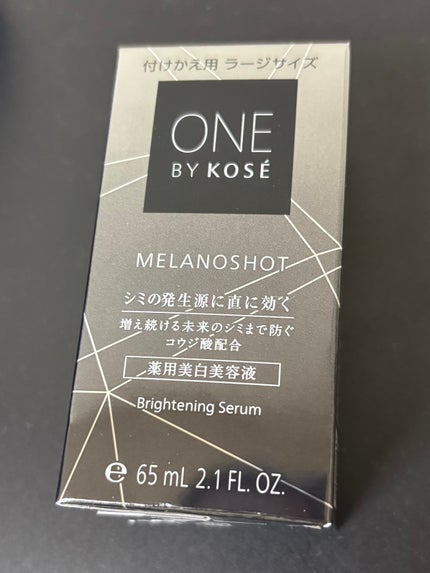 付けかえ用 ラージサイズ
ONE
BY KOSÉ
MELANOSHOT
シミの発生源に直に効く
増え続ける未来のシミまで防ぐ
コウジ酸配合
薬用美白美容液
Brightening Serum
℮ 65 mL 2.1 FL. OZ.